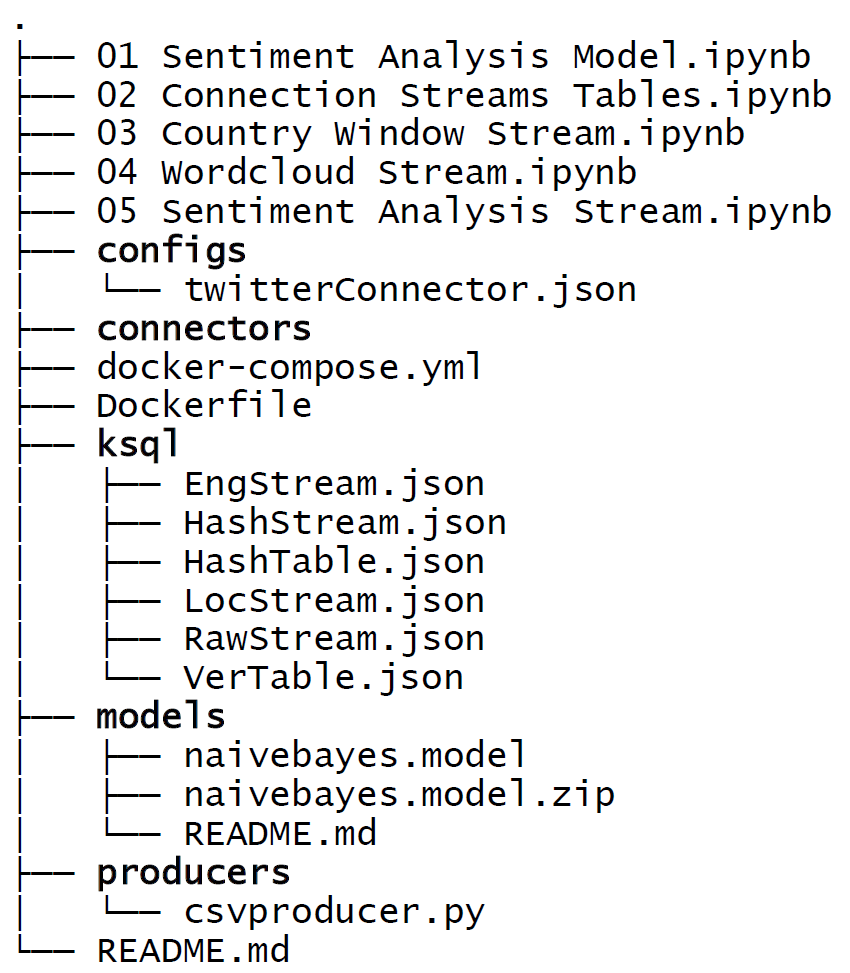 .
├── 01 Sentiment Analysis Model.ipynb
├── 02 Connection Streams Tables.ipynb
├── 03 Country Window Stream.ipynb
├── 04 Wordcloud Stream.ipynb
├── 05 Sentiment Analysis Stream.ipynb
├── configs
│   └── twitterConnector.json
├── connectors
├── docker-compose.yml
├── Dockerfile
├── ksql
│   ├── EngStream.json
│   ├── HashStream.json
│   ├── HashTable.json
│   ├── LocStream.json
│   ├── RawStream.json
│   └── VerTable.json
├── models
│   ├── naivebayes.model
│   ├── naivebayes.model.zip
│   └── README.md
├── producers
│   └── csvproducer.py
└── README.md